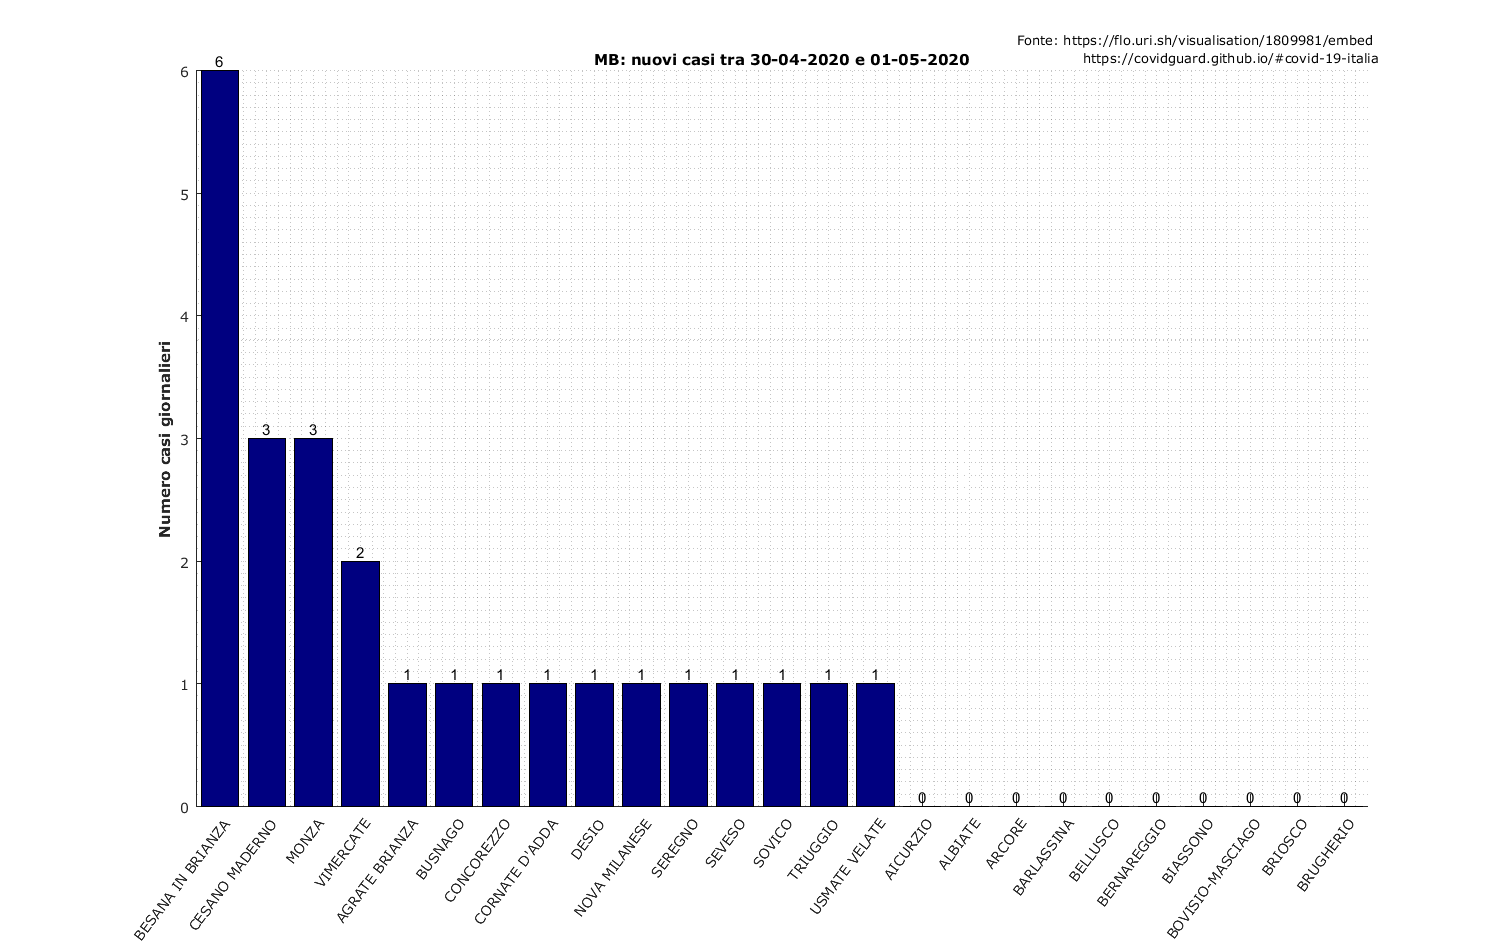 Fonte: https://flo.uri.sh/visualisation/1809981/embed
https://covidguard.github.io/#covid-19-italia
MB: nuovi casi tra 30-04-2020 e 01-05-2020
Numero casi giornalieri
6
5
4
3
2
1
0
6
3
3
2
1
1
1
1
1
1
1
1
1
1
1
0
0
0
0
0
0
0
0
0
0
BESANA IN BRIANZA
CESANO MADERNO
MONZA
VIMERCATE
AGRATE BRIANZA
BUSNAGO
CONCOREZZO
CORNATE D'ADDA
DESIO
NOVA MILANESE
SEREGNO
SEVESO
SOVICO
TRIUGGIO
USMATE VELATE
AICURZIO
ALBIATE
ARCORE
BARLASSINA
BELLUSCO
BERNAREGGIO
BIASSONO
BOVISIO-MASCIAGO
BRIOSCO
BRUGHERIO